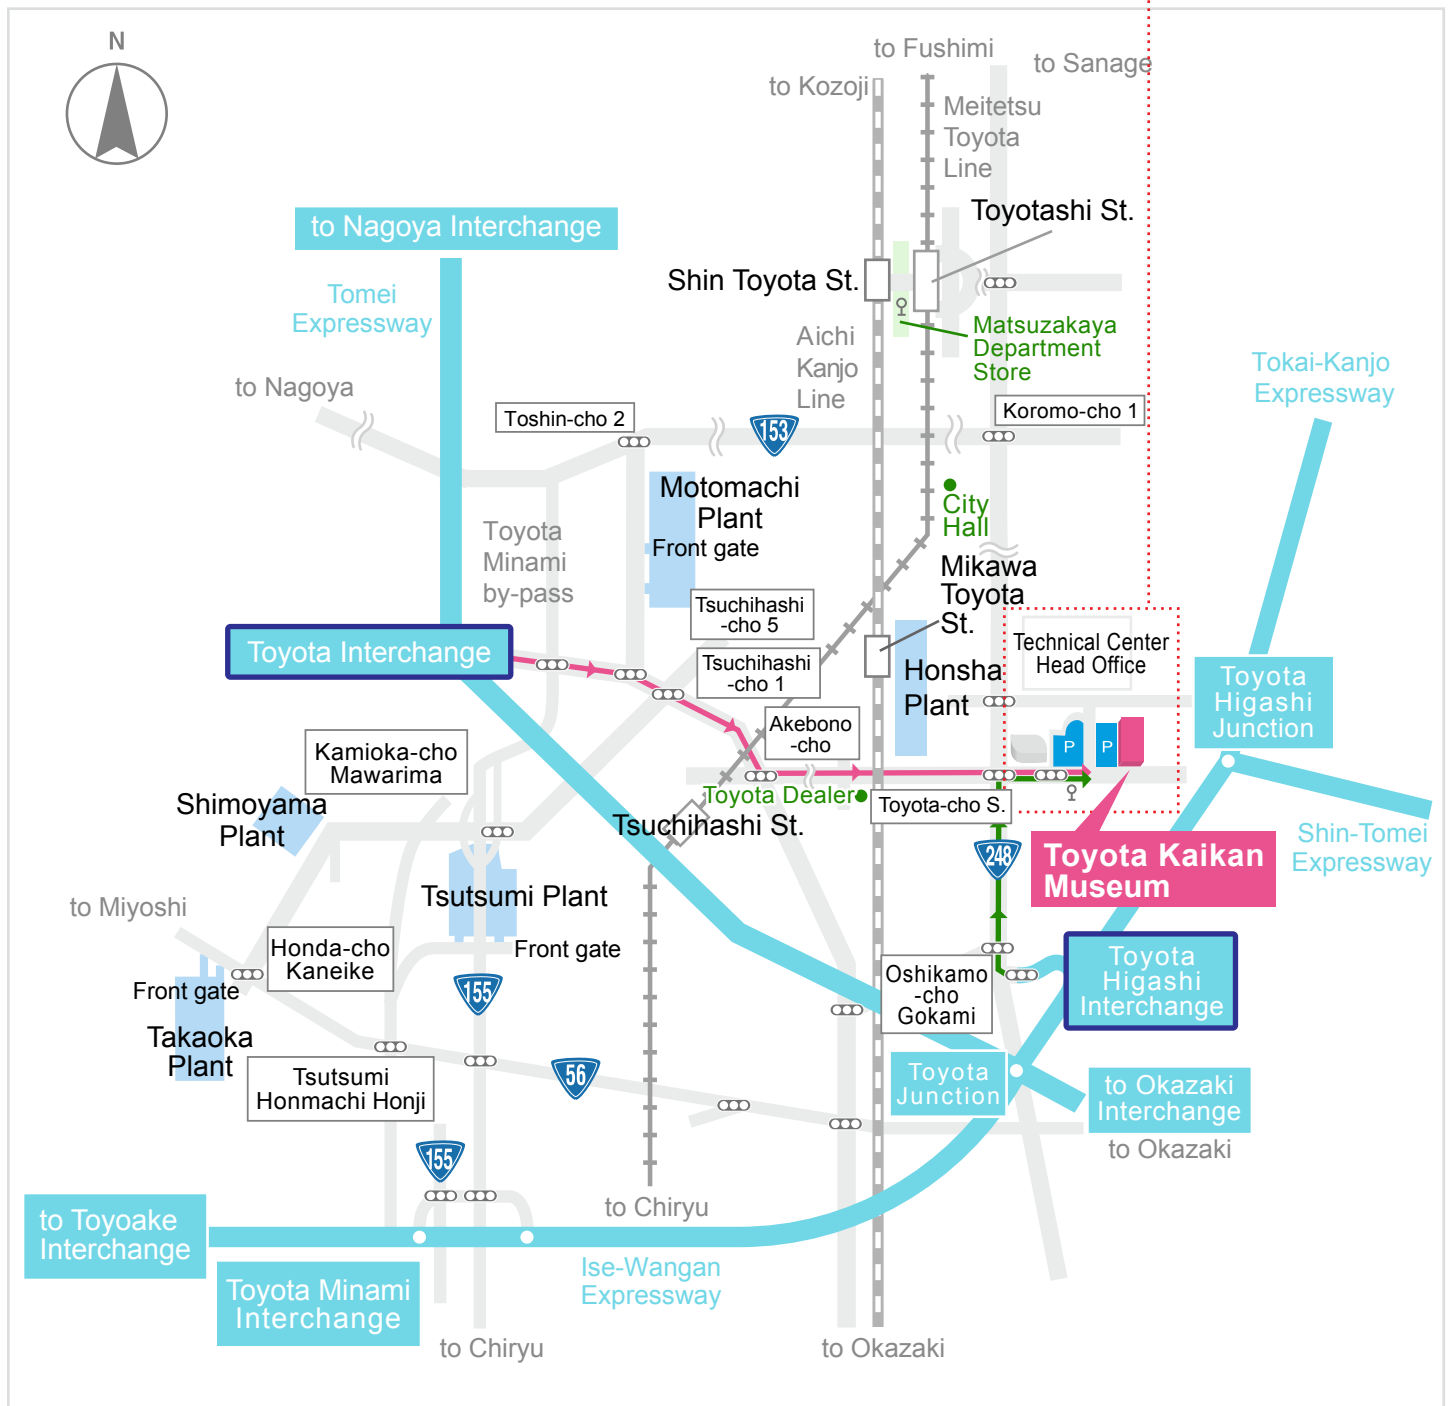 N
to Fushimi
to Sanage
to Kozoji
Meitetsu
Toyota
Line
Toyotashi St.
to Nagoya Interchange
Shin Toyota St.
Tomei
Expressway
Matsuzakaya
Department
Store
Aichi
Kanjo
Line
Tokai-Kanjo
Expressway
to Nagoya
Toshin-cho 2
153
Koromo-cho 1
Motomachi
Plant
Front gate
City
Hall
Toyota
Minami
by-pass
Mikawa
Toyota
St.
Tsuchihashi
-cho 5
Technical Center
Head Office
Toyota Interchange
Tsuchihashi
-cho 1
Honsha
Plant
Toyota
Higashi
Junction
Akebono
-cho
P
P
Kamioka-cho
Mawarima
Toyota Dealer
Toyota-cho S.
Shimoyama
Plant
Tsuchihashi St.
248
Toyota Kaikan
Museum
Shin-Tomei
Expressway
Tsutsumi Plant
to Miyoshi
Honda-cho
Kaneike
Front gate
Front gate
155
Oshikamo
-cho
Gokami
Toyota
Higashi
Interchange
Takaoka
Plant
Tsutsumi
Honmachi Honji
56
Toyota
Junction
to Okazaki
Interchange
to Okazaki
155
to Chiryu
to Toyoake
Interchange
Toyota Minami
Interchange
Ise-Wangan
Expressway
to Chiryu
to Okazaki